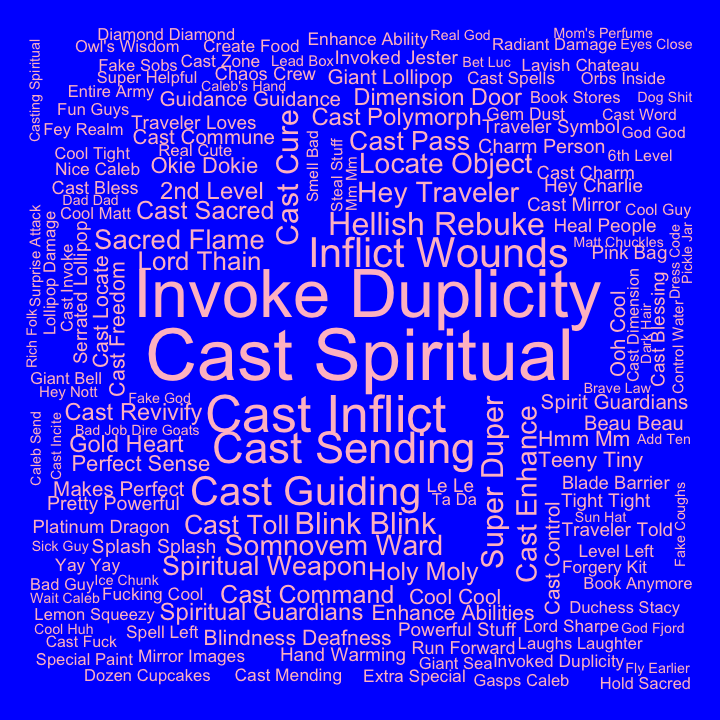 Diamond Diamond
Owl's Wisdom
Create Food
Enhance Ability
Real God
Mom's Perfume
Radiant Damage
Eyes Close
Fake Sobs
Cast Zone
Lead Box
Invoked Jester
Bet Luc
Lavish Chateau
Super Helpful
Chaos Crew
Giant Lollipop
Cast Spells
Orbs Inside
Entire Army
Caleb's Hand
Guidance Guidance
Dimension Door
Book Stores
Dog Shit
Casting Spiritual
Fun Guys
Traveler Loves
Cast Polymorph
Gem Dust
Cast Word
Fey Realm
Cast Commune
Cast Cure
Cast Pass
Traveler Symbol
God God
Cool Tight
Real Cute
Smell Bad
Steal Stuff
Charm Person
6th Level
Nice Caleb
Okie Dokie
Mm Mm
Locate Object
Cast Charm
Cast Bless
2nd Level
Hey Traveler
Hey Charlie
Dad Dad
Cool Matt
Cast Sacred
Cast Mirror
Cool Guy
Hellish Rebuke
Heal People
Sacred Flame
Inflict Wounds
Matt Chuckles
Pink Bag
Lord Thain
Surprise Attack
Lollipop Damage
Cast Invoke
Serrated Lollipop
Cast Locate
Cast Freedom
Invoke Duplicity
Ooh Cool
Cast Dimension
Dark Hair
Cast Blessing
Dress Code
Control Water
Pickle Jar
Rich Folk
Cast Spiritual
Giant Bell
Hey Nott
Fake God
Brave Law
Cast Revivify
Cast Inflict
Spirit Guardians
Bad Job
Dire Goats
Beau Beau
Caleb Send
Cast Incite
Gold Heart
Cast Sending
Super Duper
Cast Enhance
Hmm Mm
Add Ten
Perfect Sense
Teeny Tiny
Makes Perfect
Cast Guiding
Le Le
Blade Barrier
Pretty Powerful
Ta Da
Tight Tight
Platinum Dragon
Cast Toll
Blink Blink
Sun Hat
Traveler Told
Fake Coughs
Sick Guy
Splash Splash
Somnovem Ward
Level Left
Yay Yay
Spiritual Weapon
Holy Moly
Cast Control
Forgery Kit
Bad Guy
Ice Chunk
Book Anymore
Wait Caleb
Fucking Cool
Cast Command
Cool Cool
Lemon Squeezy
Spiritual Guardians
Enhance Abilities
Duchess Stacy
Cool Huh
Spell Left
Blindness Deafness
Powerful Stuff
Lord Sharpe
God Fjord
Cast Fuck
Run Forward
Laughs Laughter
Special Paint
Mirror Images
Hand Warming
Giant Sea
Invoked Duplicity
Fly Earlier
Dozen Cupcakes
Cast Mending
Extra Special
Gasps Caleb
Hold Sacred